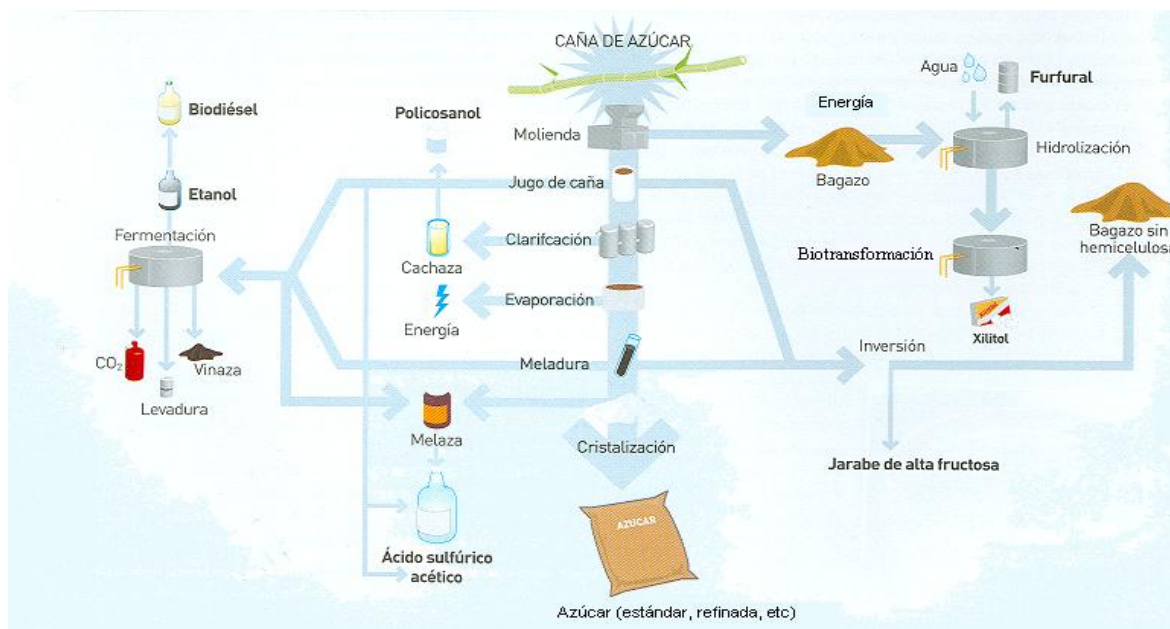 CAÑA DE AZÚCAR
Agua
Furfural
Biodiésel
Policosanol
Energía
Molienda
Hidrolización
Bagazo
Etanol
Jugo de caña
Fermentación
Clarifcación
Bagazo sin
hemicelulosa
Cachaza
Biotransformación
Evaporación
Energía
Xilitol
CO₂
Vinaza
Meladura
Inversión
Levadura
Melaza
Cristalización
Jarabe de alta fructosa
AZUCAR
Ácido sulfúrico
acético
Azúcar (estándar, refinada, etc)